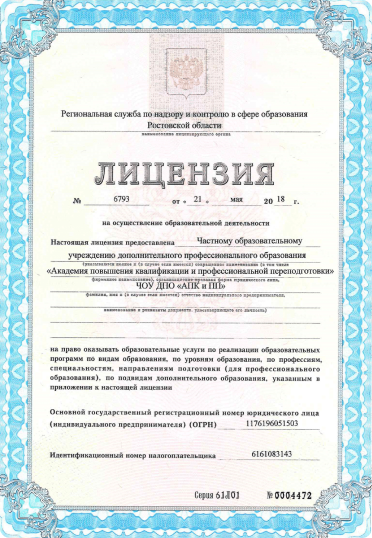 Региональная служба по надзору и контролю в сфере образования
Ростовской области
наименование лицензирующего органа
ЛИЦЕНЗИЯ
№ 6793 от « 21 » мая 20 18 г.
на осуществление образовательной деятельности
Настоящая лицензия предоставлена Частному образовательному
учреждению дополнительного профессионального образования
(указываются полное и (в случае если имеется) сокращенное наименование (в том числе
«Академия повышения квалификации и профессиональной переподготовки»
фирменное наименование), организационно-правовая форма юридического лица,
ЧОУ ДПО «АПК и ПП»
фамилия, имя и (в случае если имеется) отчество индивидуального предпринимателя,
наименование и реквизиты документа, удостоверяющего его личность)
на право оказывать образовательные услуги по реализации образовательных
программ по видам образования, по уровням образования, по профессиям,
специальностям, направлениям подготовки (для профессионального
образования), по подвидам дополнительного образования, указанным в
приложении к настоящей лицензии
Основной государственный регистрационный номер юридического лица
(индивидуального предпринимателя) (ОГРН) 1176196051503
Идентификационный номер налогоплательщика 6161083143
Серия 61Л01 № 0004472